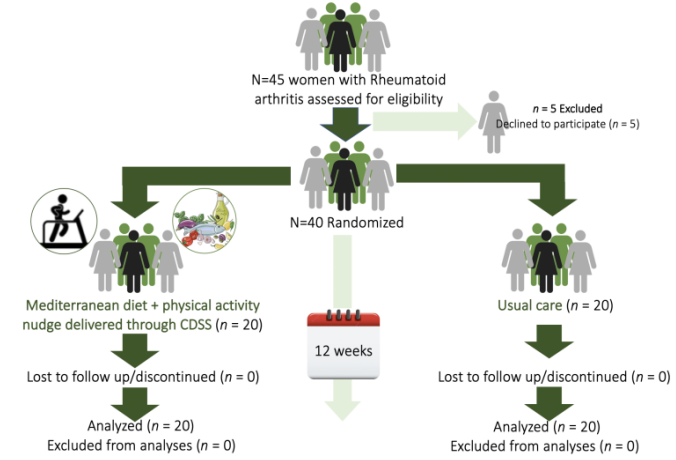 N=45 women with Rheumatoid
arthritis assessed for eligibility
n = 5 Excluded
Declined to participate (n = 5)
N=40 Randomized
Mediterranean diet + physical activity
nudge delivered through CDSS (n = 20)
Usual care (n = 20)
12 weeks
Lost to follow up/discontinued (n = 0)
Lost to follow up/discontinued (n = 0)
Analyzed (n = 20)
Excluded from analyses (n = 0)
Analyzed (n = 20)
Excluded from analyses (n = 0)